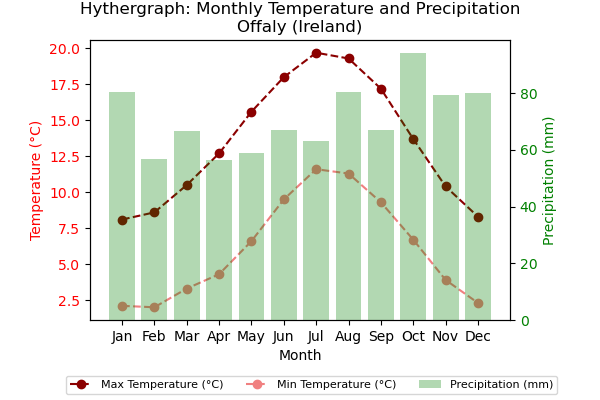 Hythergraph: Monthly Temperature and Precipitation
Offaly (Ireland)
20.0
17.5
15.0
12.5
10.0
7.5
5.0
2.5
Temperature (°C)
80
60
40
20
0
Precipitation (mm)
Jan Feb Mar Apr May Jun Jul Aug Sep Oct Nov Dec
Month
Max Temperature (°C) Min Temperature (°C) Precipitation (mm)